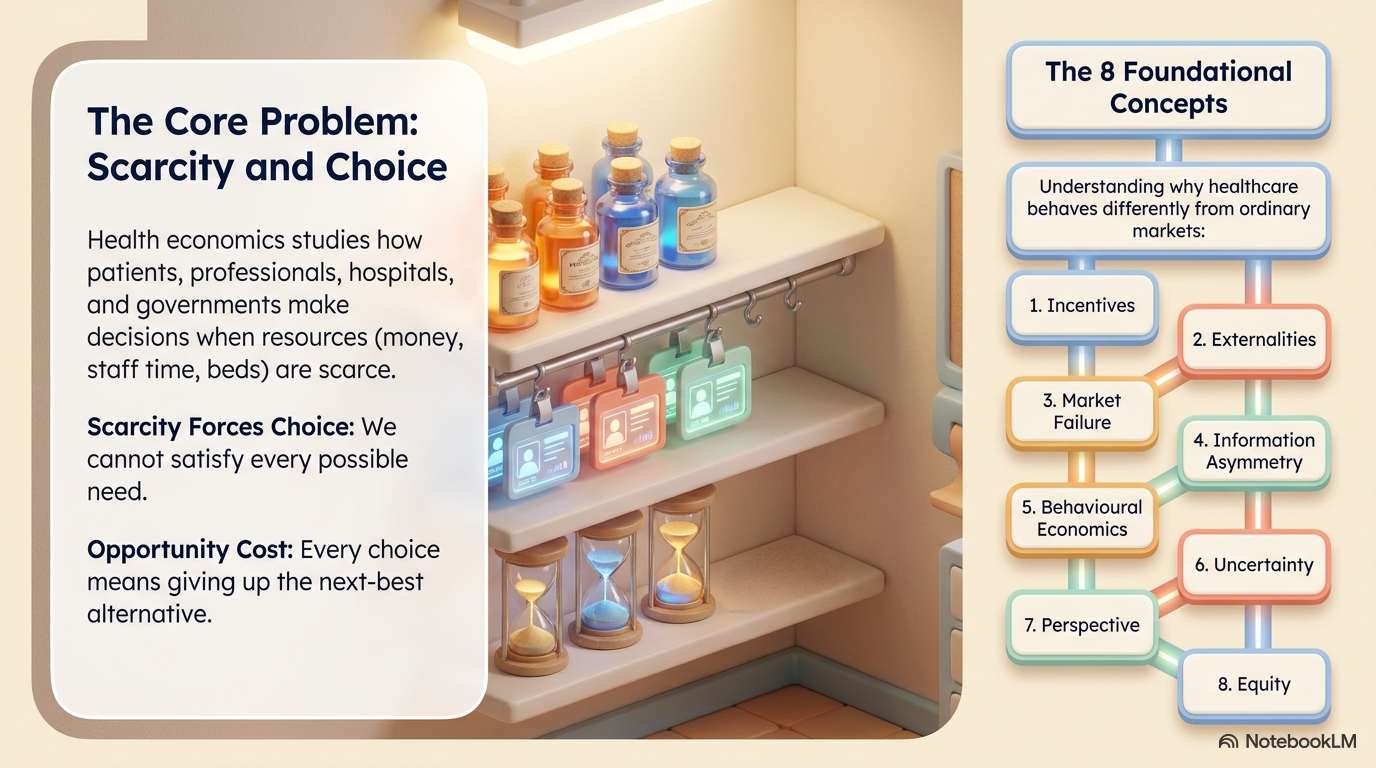 The Core Problem:
Scarcity and Choice
Health economics studies how
patients, professionals, hospitals,
and governments make
decisions when resources (money,
staff time, beds) are scarce.
Scarcity Forces Choice: We
cannot satisfy every possible
need.
Opportunity Cost: Every choice
means giving up the next-best
alternative.
The 8 Foundational
Concepts
Understanding why healthcare
behaves differently from ordinary
markets:
1. Incentives
2. Externalities
3. Market
Failure
4. Information
Asymmetry
5. Behavioural
Economics
6. Uncertainty
7. Perspective
8. Equity
NotebookLM